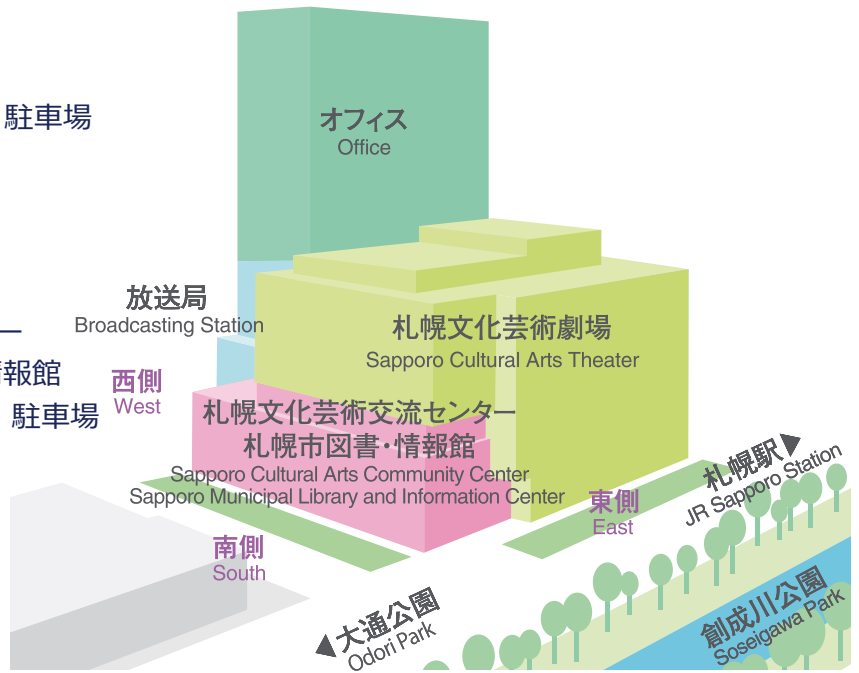 駐車場
オフィス
Office
放送局
Broadcasting Station
ー
情報館
駐車場
西側
West
札幌文化芸術劇場
Sapporo Cultural Arts Theater
札幌文化芸術交流センター
札幌市図書・情報館
Sapporo Cultural Arts Community Center
Sapporo Municipal Library and Information Center
札幌駅▶
JR Sapporo Station
東側
East
南側
South
◀大通公園
Odori Park
創成川公園
Soseigawa Park